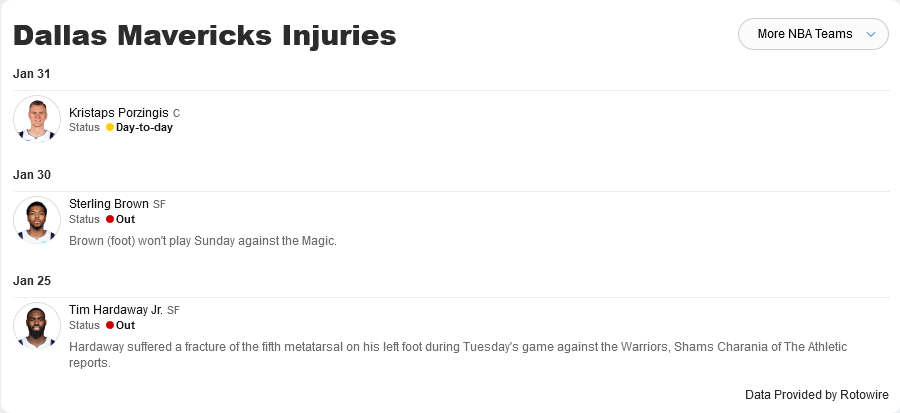 Dallas Mavericks Injuries
More NBA Teams
Jan 31
Kristaps Porzingis C
Status Day-to-day
Jan 30
Sterling Brown SF
Status Out
Brown (foot) won't play Sunday against the Magic.
Jan 25
Tim Hardaway Jr. SF
Status Out
Hardaway suffered a fracture of the fifth metatarsal on his left foot during Tuesday's game against the Warriors, Shams Charania of The Athletic
reports.
Data Provided by Rotowire